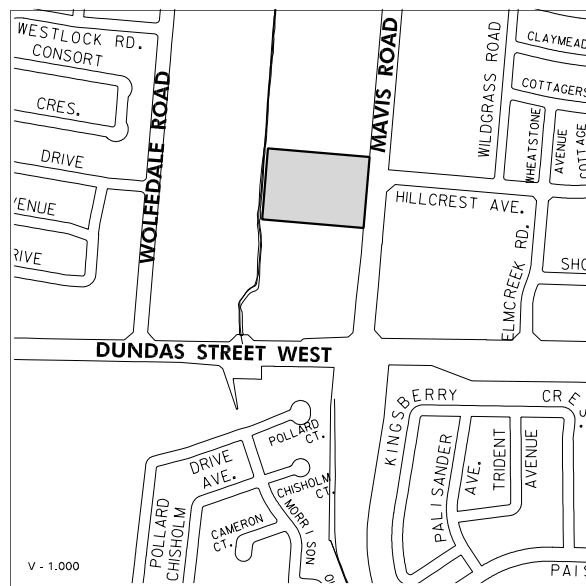 WESTLOCK RD.
CONSORT
CRES.
DRIVE
WOLFEDALE ROAD
MAVIS ROAD
WILDGRASS ROAD
CLAYMEAD
COTTAGERS
WHEATSTONE
AVENUE
COTTAGE
HILLCREST AVE.
ELMCREEK RD.
SHO
VENUE
RIVE
DUNDAS STREET WEST
KINGSBERRY CRES.
POLLARD
CT.
DRIVE
AVE.
CHISHOLM
CT.
CAMERON
CT.
MORRISON
POLLARD
CHISHOLM
PALISANDER
AVE.
TRIDENT
AVENUE
PAIS
V - 1.000